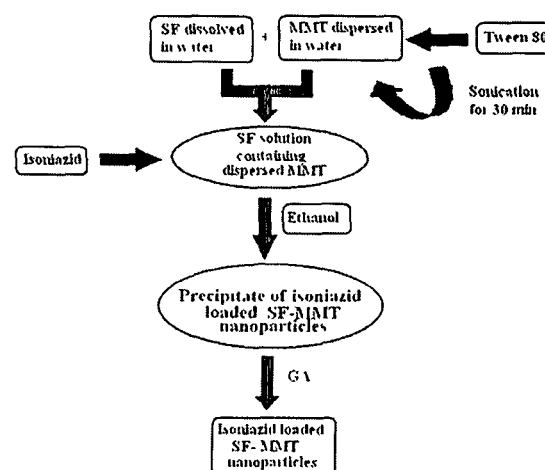 SF dissolved
in water
+
MMT dispersed
in water
Tween 80
Sonication
for 30 min
Isoniazid
SF solution
containing
dispersed MMT
Ethanol
Precipitate of isoniazid
loaded SF-MMT
nanoparticles
GA
Isoniazid loaded
SF- MMT
nanoparticles